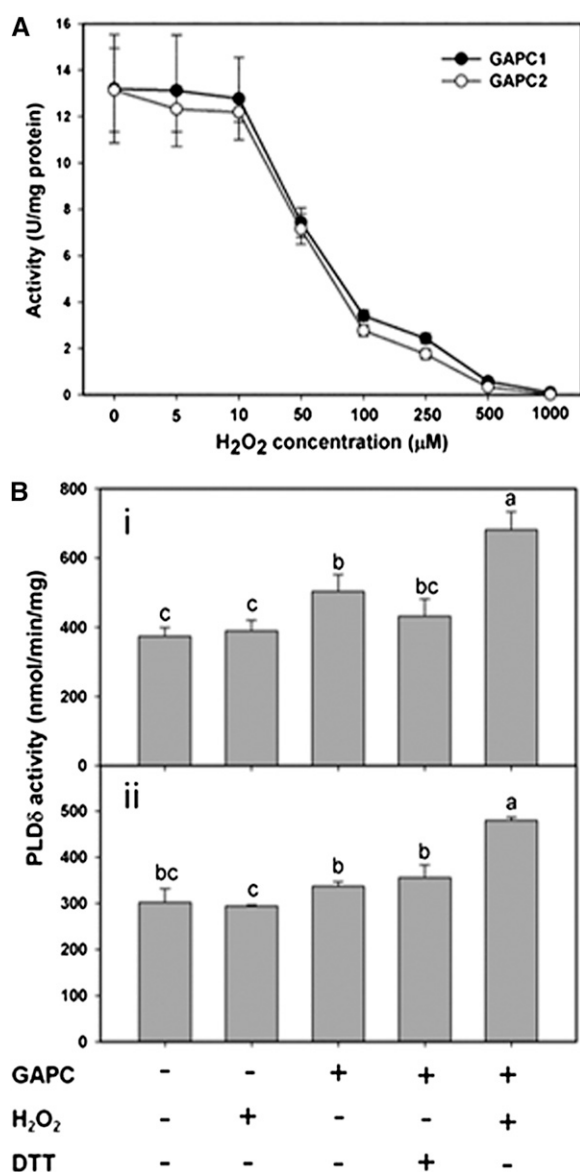 A
16
14
12
10
8
6
4
2
0
Activity (U/mg protein)
GAPC1
GAPC2
0 5 10 50 100 250 500 1000
H₂O₂ concentration (µM)
B
i
800
600
400
200
0
c c b bc a
PLDδ activity (nmol/min/mg)
ii
500
400
300
200
100
0
bc c b b a
GAPC - - + + +
H₂O₂ - + - - +
DTT - - - + -